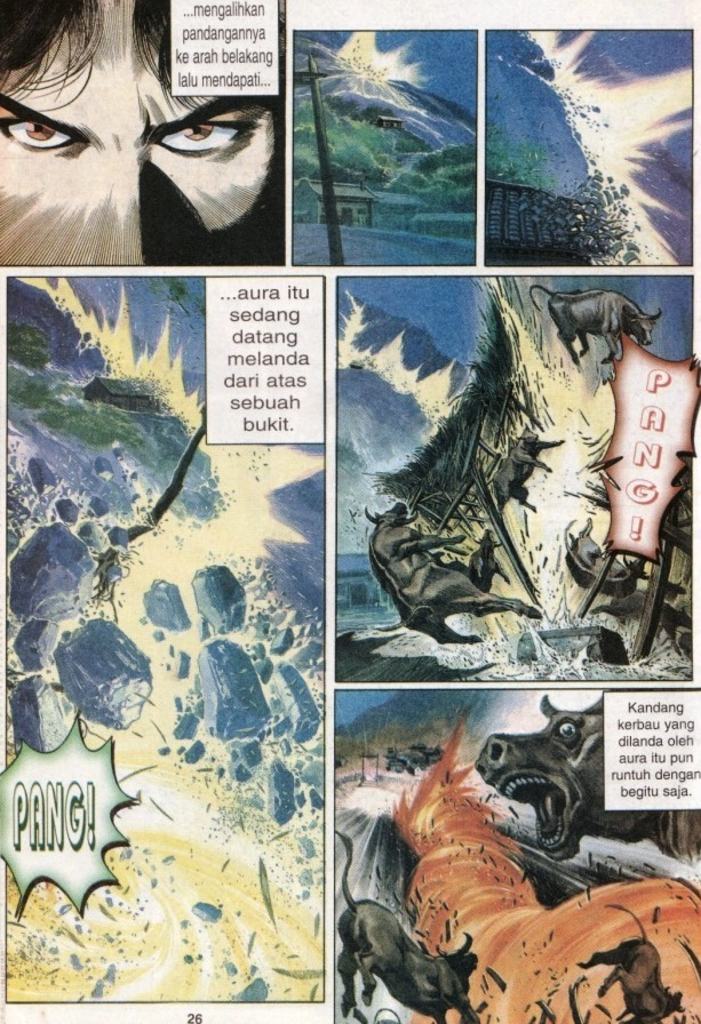 ...mengalihkan
pandangannya
ke arah belakang
lalu mendapati...
...aura itu
sedang
datang
melanda
dari atas
sebuah
bukit.
PANG!
PANG!
Kandang
kerbau yang
dilanda oleh
aura itu pun
runtuh dengan
begitu saja.
26